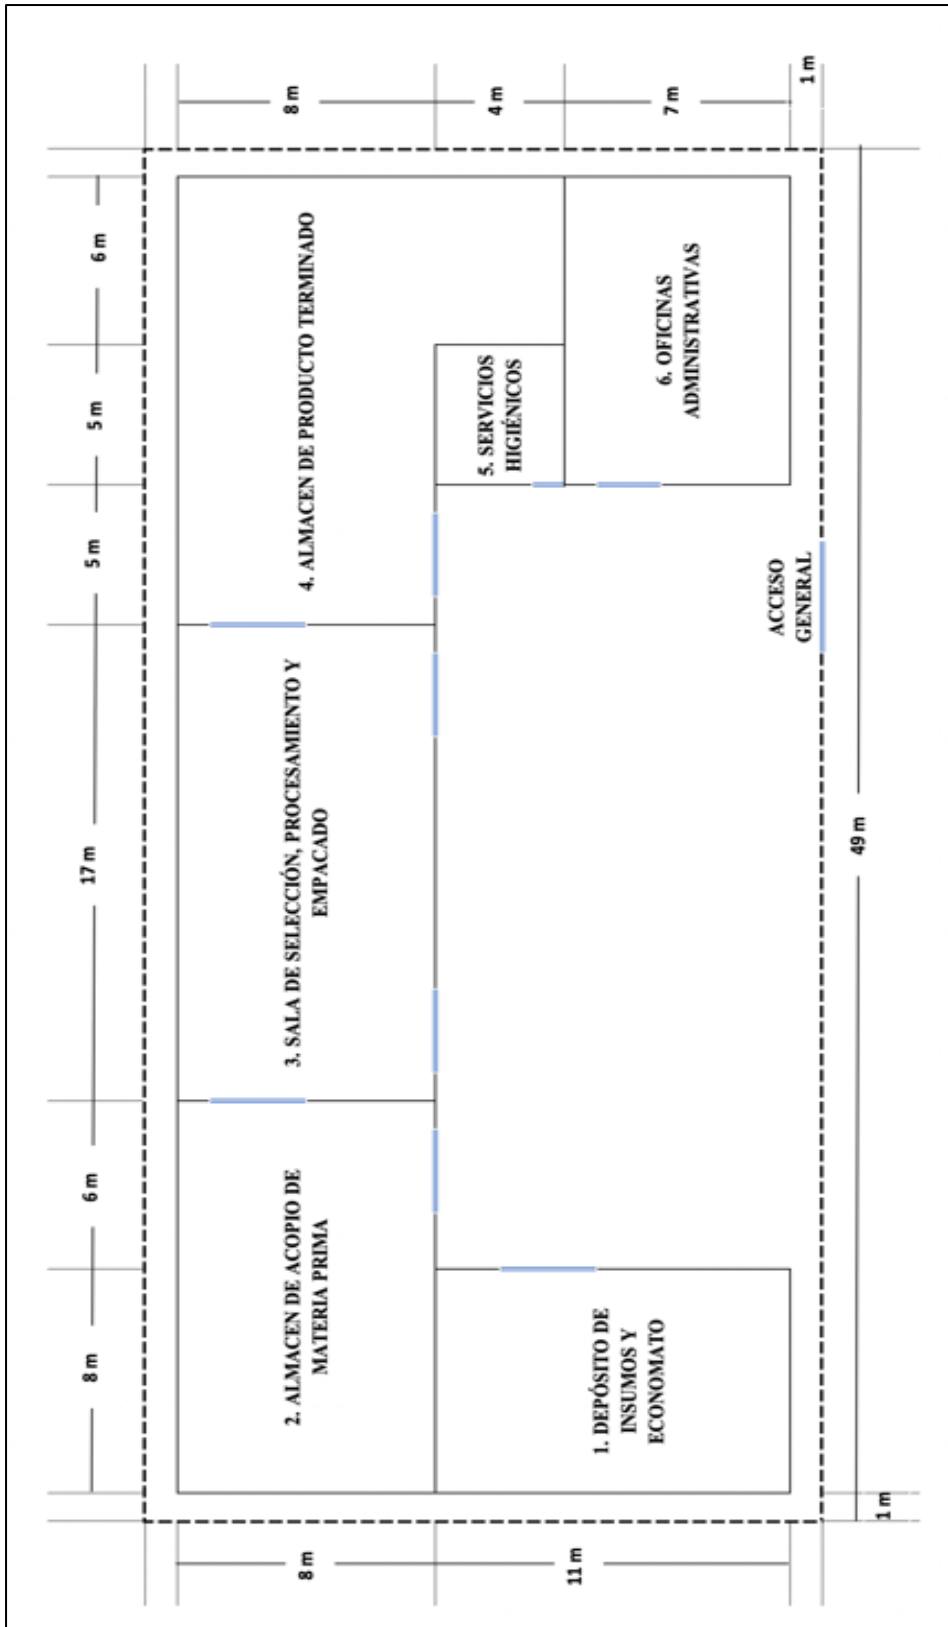 8 m
6 m
17 m
5 m
5 m
6 m
8 m
11 m
8 m
4 m
7 m
1 m
2. ALMACEN DE ACOPIO DE
MATERIA PRIMA
3. SALA DE SELECCIÓN, PROCESAMIENTO Y
EMPACADO
4. ALMACEN DE PRODUCTO TERMINADO
1. DEPÓSITO DE
INSUMOS Y
ECONOMATO
5. SERVICIOS
HIGIÉNICOS
6. OFICINAS
ADMINISTRATIVAS
ACCESO
GENERAL
1 m
49 m